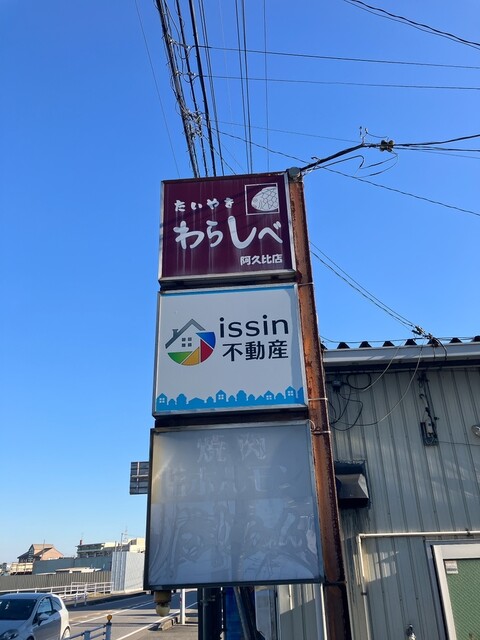 たいやき
わらしべ
阿久比店
issin
不動産
焼肉